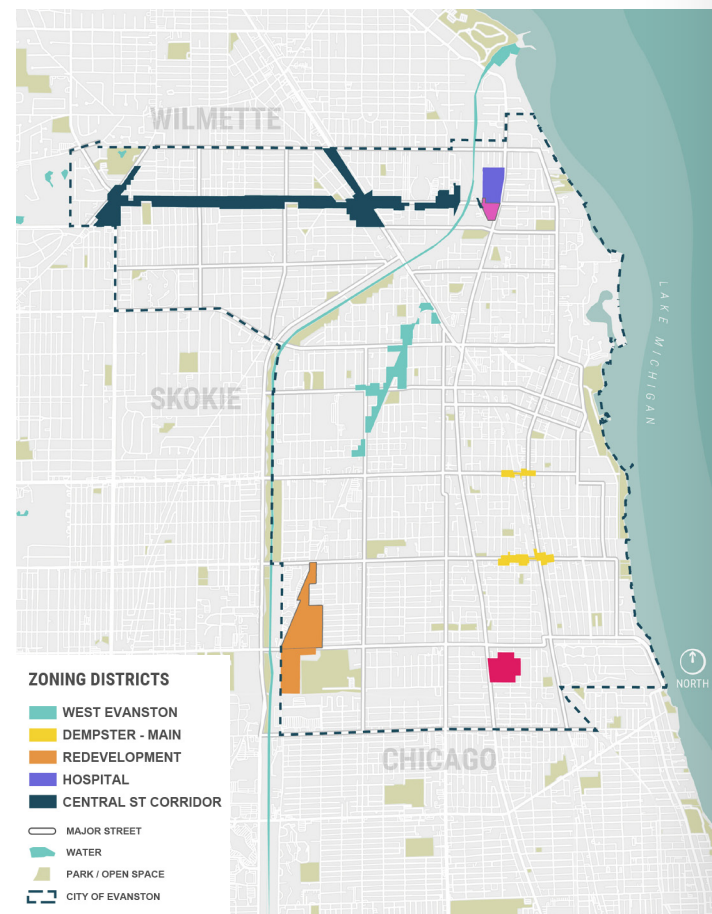 WILMETTE
LAKE MICHIGAN
SKOKIE
NORTH
ZONING DISTRICTS
WEST EVANSTON
DEMPSTER - MAIN
REDEVELOPMENT
HOSPITAL
CENTRAL ST CORRIDOR
CHICAGO
MAJOR STREET
WATER
PARK / OPEN SPACE
CITY OF EVANSTON